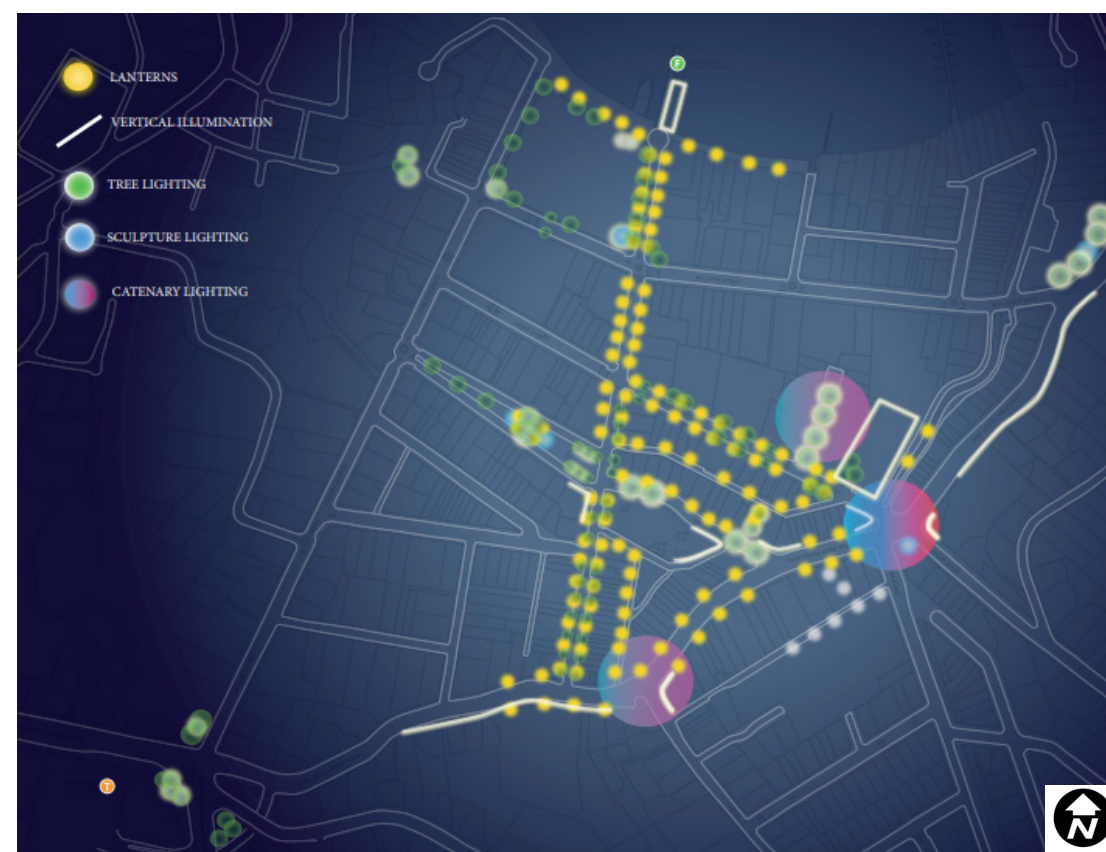 LANTERNS
VERTICAL ILLUMINATION
TREE LIGHTING
SCULPTURE LIGHTING
CATENARY LIGHTING
F
T
N